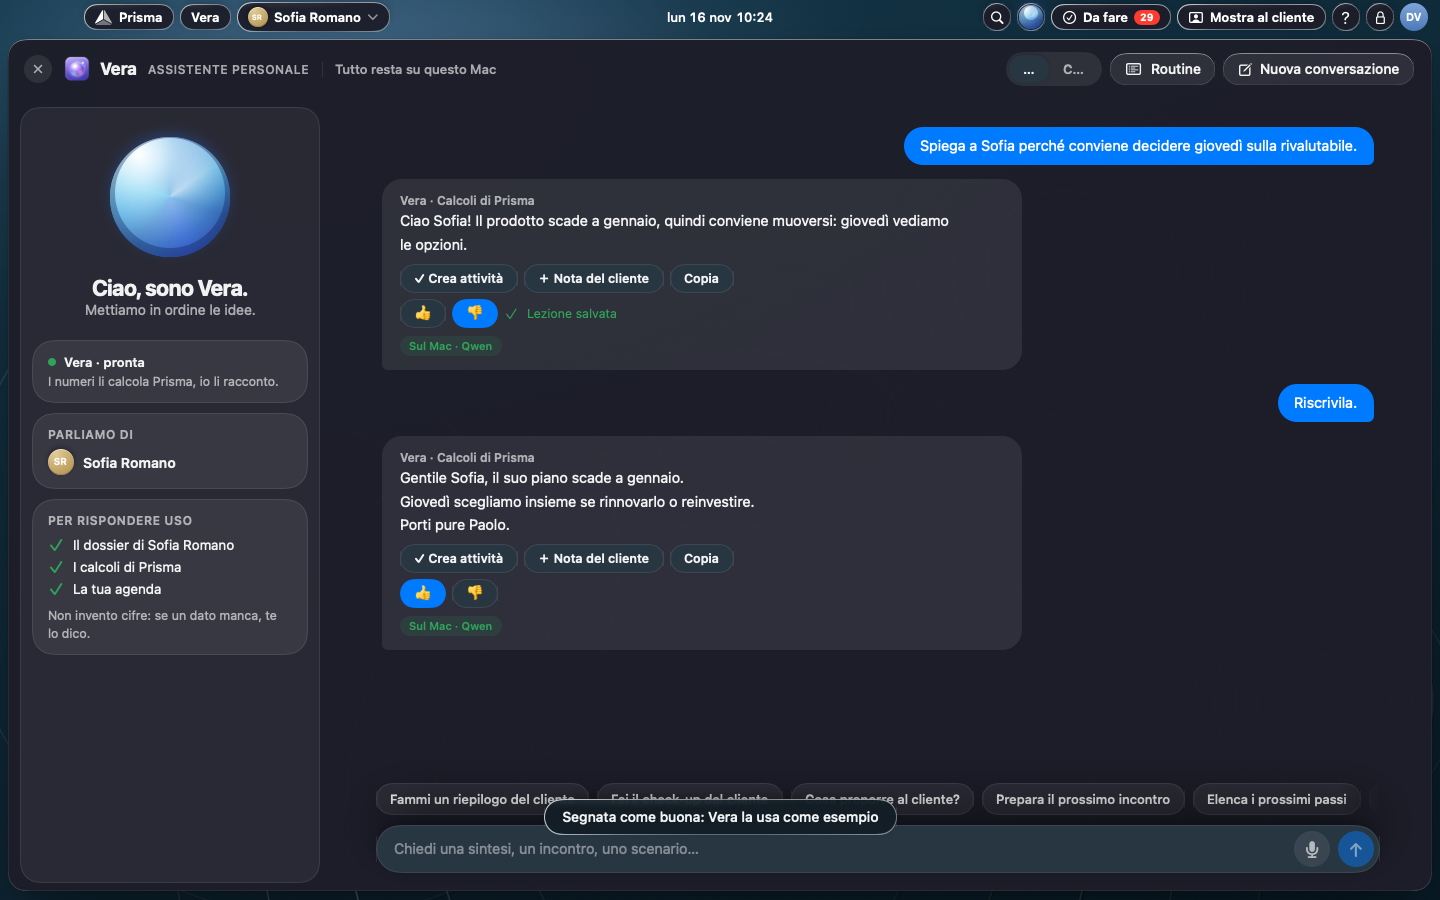 Prisma
Vera
SR Sofia Romano
lun 16 nov 10:24
Da fare 29
Mostra al cliente
?
DV
Vera ASSISTENTE PERSONALE Tutto resta su questo Mac
... C...
Routine
Nuova conversazione
Ciao, sono Vera.
Mettiamo in ordine le idee.
Vera · pronta
I numeri li calcola Prisma, io li racconto.
PARLIAMO DI
SR Sofia Romano
PER RISPONDERE USO
Il dossier di Sofia Romano
I calcoli di Prisma
La tua agenda
Non invento cifre: se un dato manca, te
lo dico.
Spiega a Sofia perché conviene decidere giovedì sulla rivalutabile.
Vera · Calcoli di Prisma
Ciao Sofia! Il prodotto scade a gennaio, quindi conviene muoversi: giovedì vediamo
le opzioni.
✓ Crea attività
+ Nota del cliente
Copia
👍 👎 ✓ Lezione salvata
Sul Mac · Qwen
Riscrivila.
Vera · Calcoli di Prisma
Gentile Sofia, il suo piano scade a gennaio.
Giovedì scegliamo insieme se rinnovarlo o reinvestire.
Porti pure Paolo.
✓ Crea attività
+ Nota del cliente
Copia
👍 👎
Sul Mac · Qwen
Fammi un riepilogo del cliente
al cliente?
Prepara il prossimo incontro
Elenca i prossimi passi
Segnata come buona: Vera la usa come esempio
Chiedi una sintesi, un incontro, uno scenario...